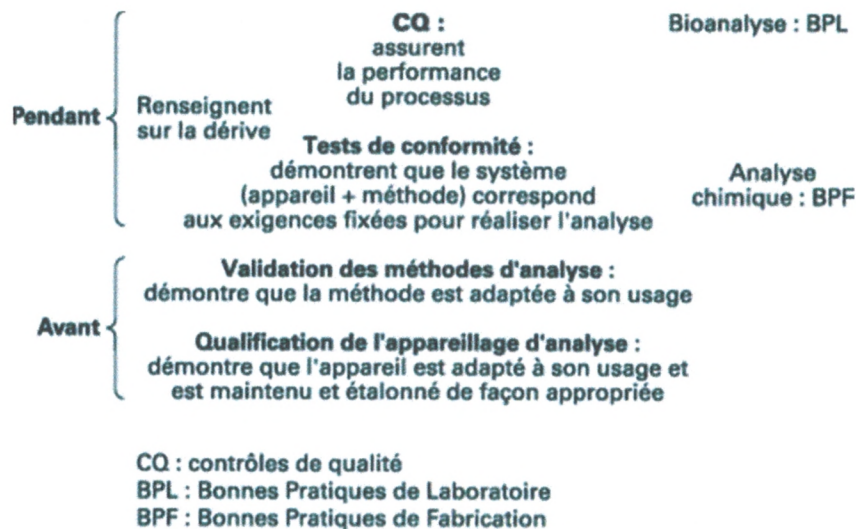 CQ :
assurent
la performance
du processus
Bioanalyse : BPL
Pendant
Renseignent
sur la dérive
Tests de conformité :
démontrent que le système
(appareil + méthode) correspond
aux exigences fixées pour réaliser l'analyse
Analyse
chimique : BPF
Avant
Validation des méthodes d'analyse :
démontre que la méthode est adaptée à son usage
Qualification de l'appareillage d'analyse :
démontre que l'appareil est adapté à son usage et
est maintenu et étalonné de façon appropriée
CQ : contrôles de qualité
BPL : Bonnes Pratiques de Laboratoire
BPF : Bonnes Pratiques de Fabrication